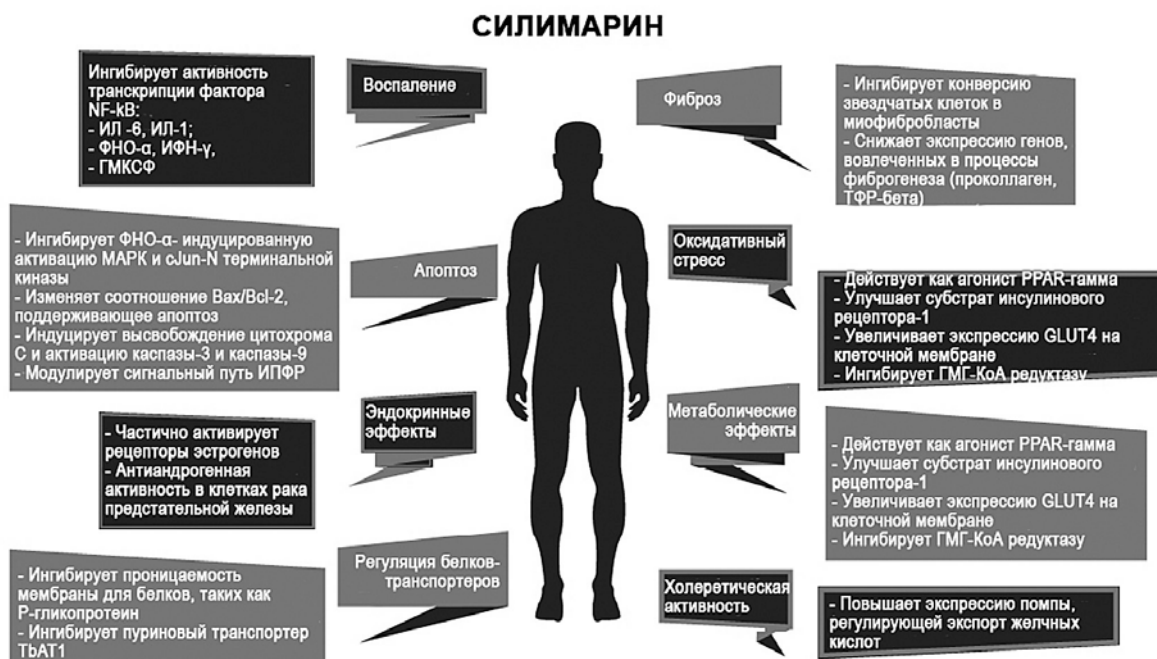 СИЛИМАРИН
Воспаление
Ингибирует активность
транскрипции фактора
NF-kB:
- ИЛ -6, ИЛ-1;
- ФНО-α, ИФН-γ,
- ГМКСФ
Апоптоз
- Ингибирует ФНО-α- индуцированную
активацию МАРК и cJun-N терминальной
киназы
- Изменяет соотношение Bax/Bcl-2,
поддерживающее апоптоз
- Индуцирует высвобождение цитохрома
С и активацию каспазы-3 и каспазы-9
- Модулирует сигнальный путь ИПФР
Эндокринные
эффекты
- Частично активирует
рецепторы эстрогенов
- Антиандрогенная
активность в клетках рака
предстательной железы
Регуляция белков-
транспортеров
- Ингибирует проницаемость
мембраны для белков, таких как
Р-гликопротеин
- Ингибирует пуриновый транспортер
TbAT1
Фиброз
- Ингибирует конверсию
звездчатых клеток в
миофибробласты
- Снижает экспрессию генов,
вовлеченных в процессы
фиброгенеза (проколлаген,
ТФР-бета)
Оксидативный
стресс
- Действует как агонист PPAR-гамма
- Улучшает субстрат инсулинового
рецептора-1
- Увеличивает экспрессию GLUT4 на
клеточной мембране
- Ингибирует ГМГ-КоА редуктазу
Метаболические
эффекты
- Действует как агонист PPAR-гамма
- Улучшает субстрат инсулинового
рецептора-1
- Увеличивает экспрессию GLUT4 на
клеточной мембране
- Ингибирует ГМГ-КоА редуктазу
Холеретическая
активность
- Повышает экспрессию помпы,
регулирующей экспорт желчных
кислот